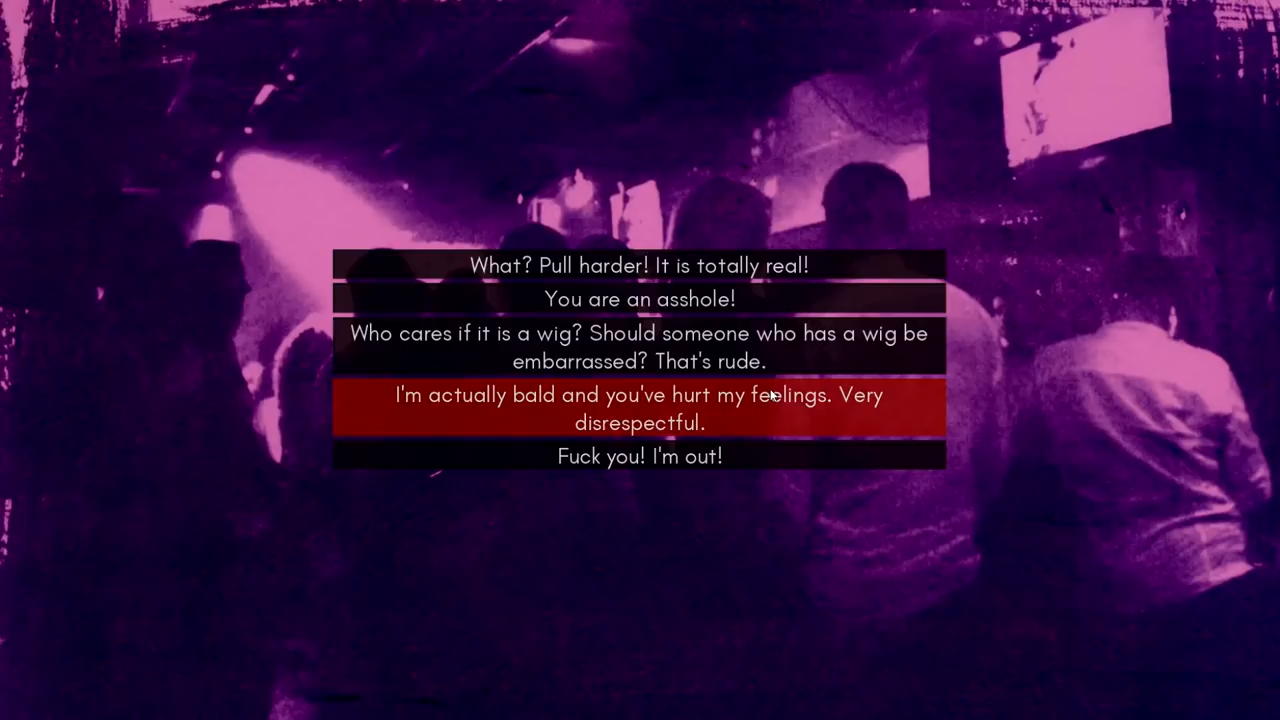 What? Pull harder! It is totally real!
You are an asshole!
Who cares if it is a wig? Should someone who has a wig be
embarrassed? That's rude.
I'm actually bald and you've hurt my feelings. Very
disrespectful.
Fuck you! I'm out!